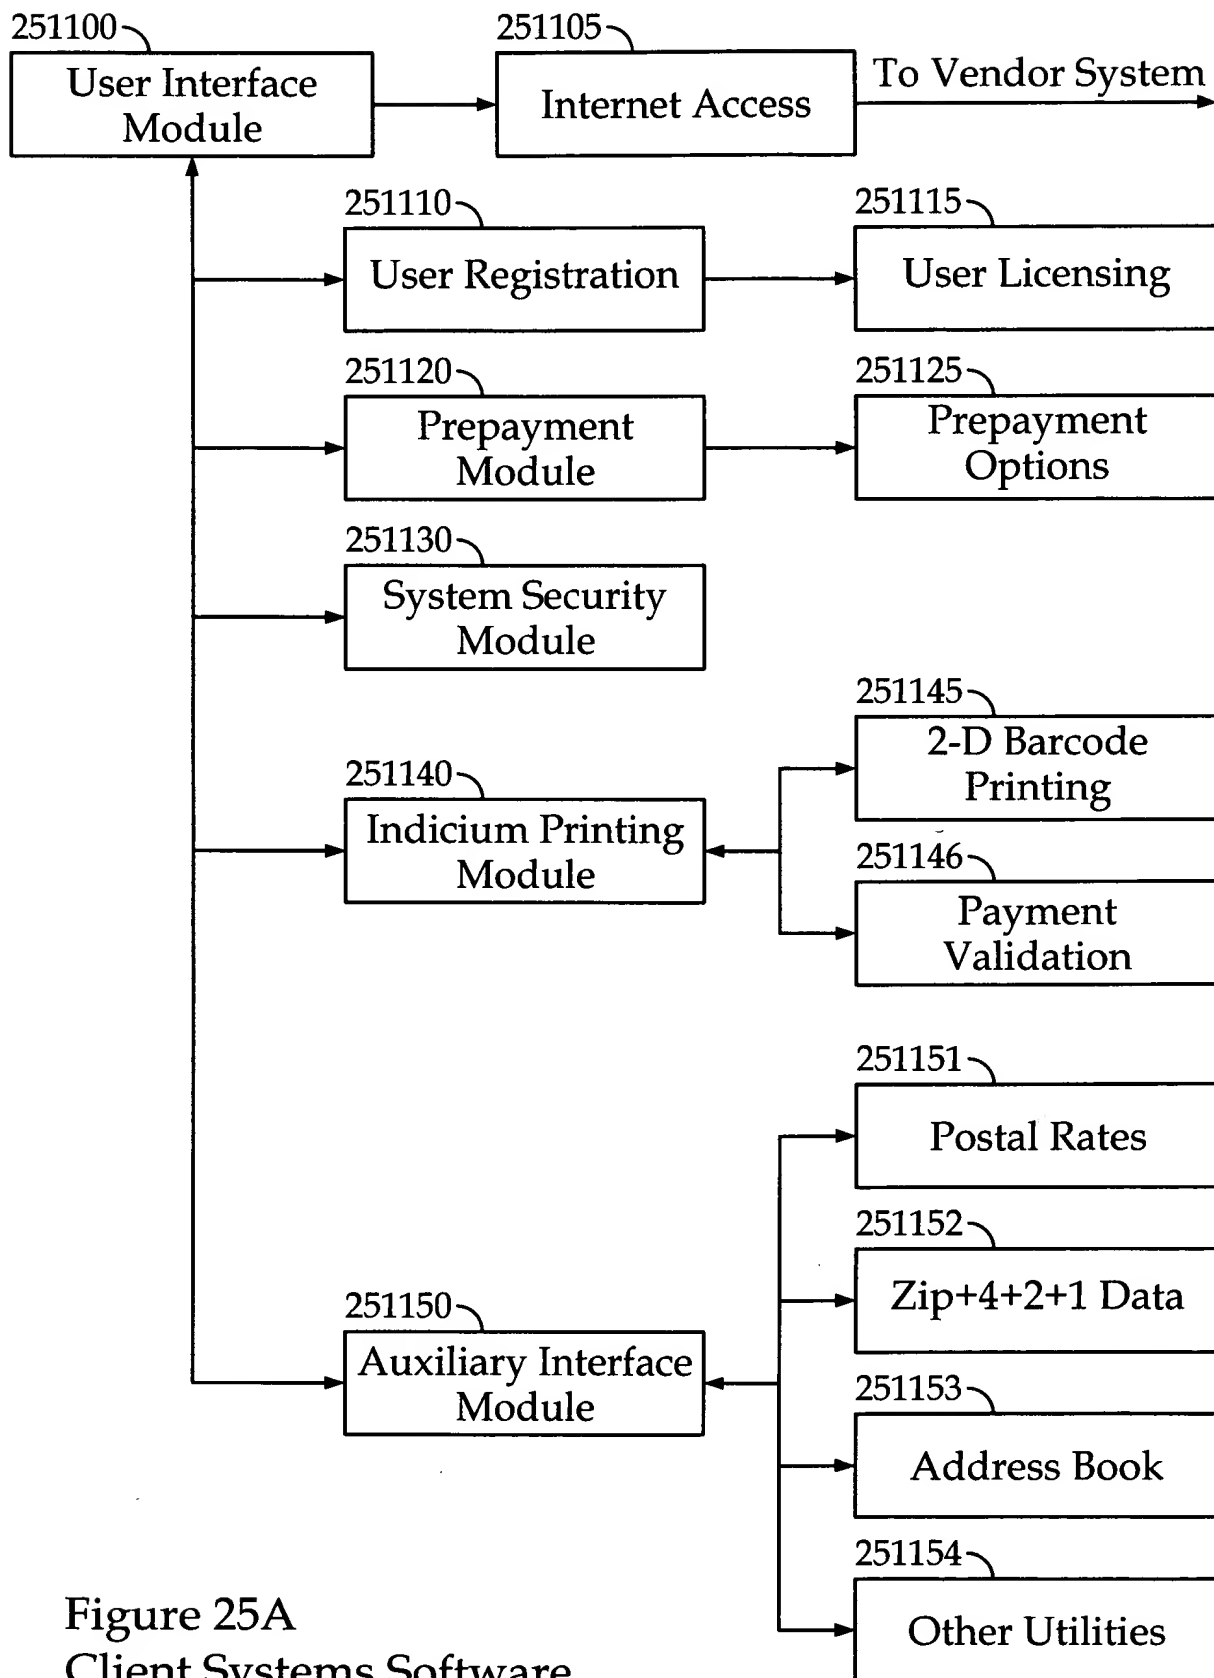 251100
User Interface
Module
251105
Internet Access
To Vendor System
251110
User Registration
251115
User Licensing
251120
Prepayment
Module
251125
Prepayment
Options
251130
System Security
Module
251140
Indicium Printing
Module
251145
2-D Barcode
Printing
251146
Payment
Validation
251150
Auxiliary Interface
Module
251151
Postal Rates
251152
Zip+4+2+1 Data
251153
Address Book
251154
Other Utilities
Figure 25A
Client Systems Software